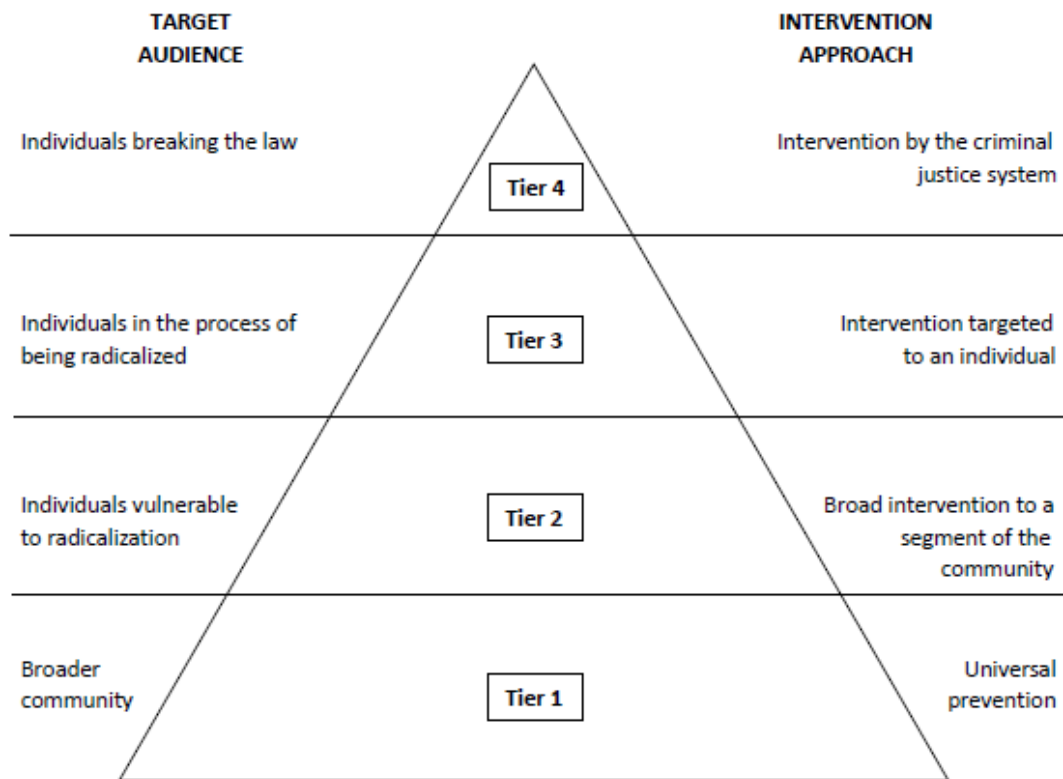 TARGET
AUDIENCE
INTERVENTION
APPROACH
Individuals breaking the law
Tier 4
Intervention by the criminal
justice system
Individuals in the process of
being radicalized
Tier 3
Intervention targeted
to an individual
Individuals vulnerable
to radicalization
Tier 2
Broad intervention to a
segment of the
community
Broader
community
Tier 1
Universal
prevention